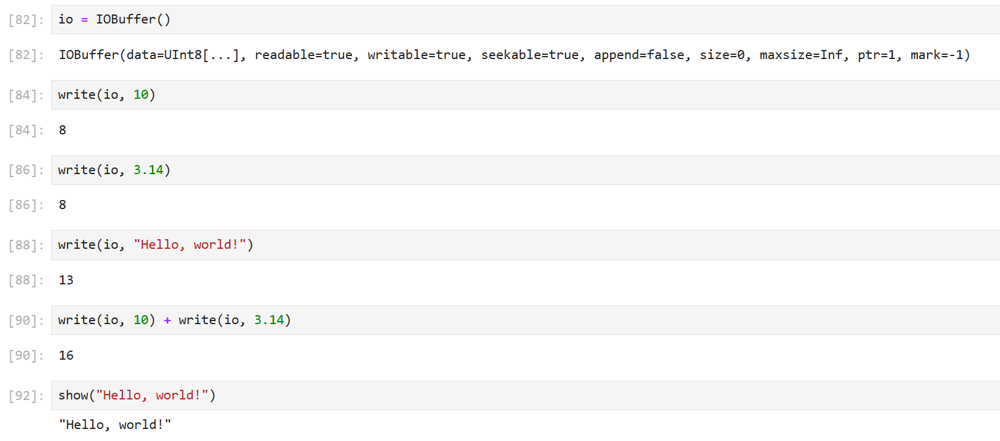 [82]: io = IOBuffer()
[82]: IOBuffer(data=UInt8[...], readable=true, writable=true, seekable=true, append=false, size=0, maxsize=Inf, ptr=1, mark=-1)
[84]: write(io, 10)
[84]: 8
[86]: write(io, 3.14)
[86]: 8
[88]: write(io, "Hello, world!")
[88]: 13
[90]: write(io, 10) + write(io, 3.14)
[90]: 16
[92]: show("Hello, world!")
"Hello, world!"